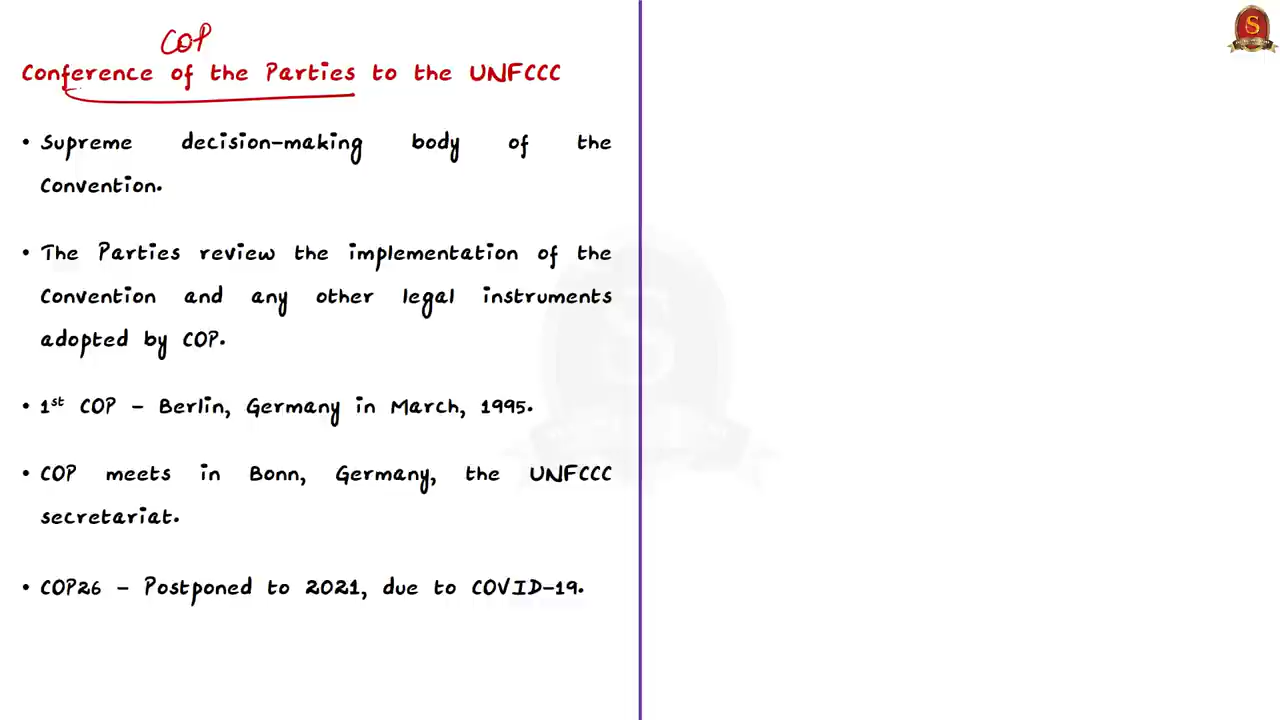 COP
Conference of the Parties to the UNFCCC
• Supreme decision-making body of the
Convention.
• The Parties review the implementation of the
Convention and any other legal instruments
adopted by COP.
• 1st COP - Berlin, Germany in March, 1995.
• COP meets in Bonn, Germany, the UNFCCC
secretariat.
• COP26 - Postponed to 2021, due to COVID-19.
S